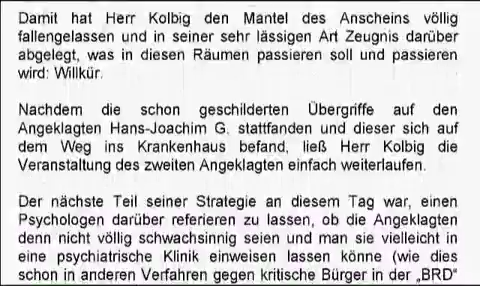 Damit hat Herr Kolbig den Mantel des Anscheins völlig
fallengelassen und in seiner sehr lässigen Art Zeugnis darüber
abgelegt, was in diesen Räumen passieren soll und passieren
wird: Willkür.
Nachdem die schon geschilderten Übergriffe auf den
Angeklagten Hans-Joachim G. stattfanden und dieser sich auf
dem Weg ins Krankenhaus befand, ließ Herr Kolbig die
Veranstaltung des zweiten Angeklagten einfach weiterlaufen.
Der nächste Teil seiner Strategie an diesem Tag war, einen
Psychologen darüber referieren zu lassen, ob die Angeklagten
denn nicht völlig schwachsinnig seien und man sie vielleicht in
eine psychiatrische Klinik einweisen lassen könne (wie dies
schon in anderen Verfahren gegen kritische Bürger in der „BRD"